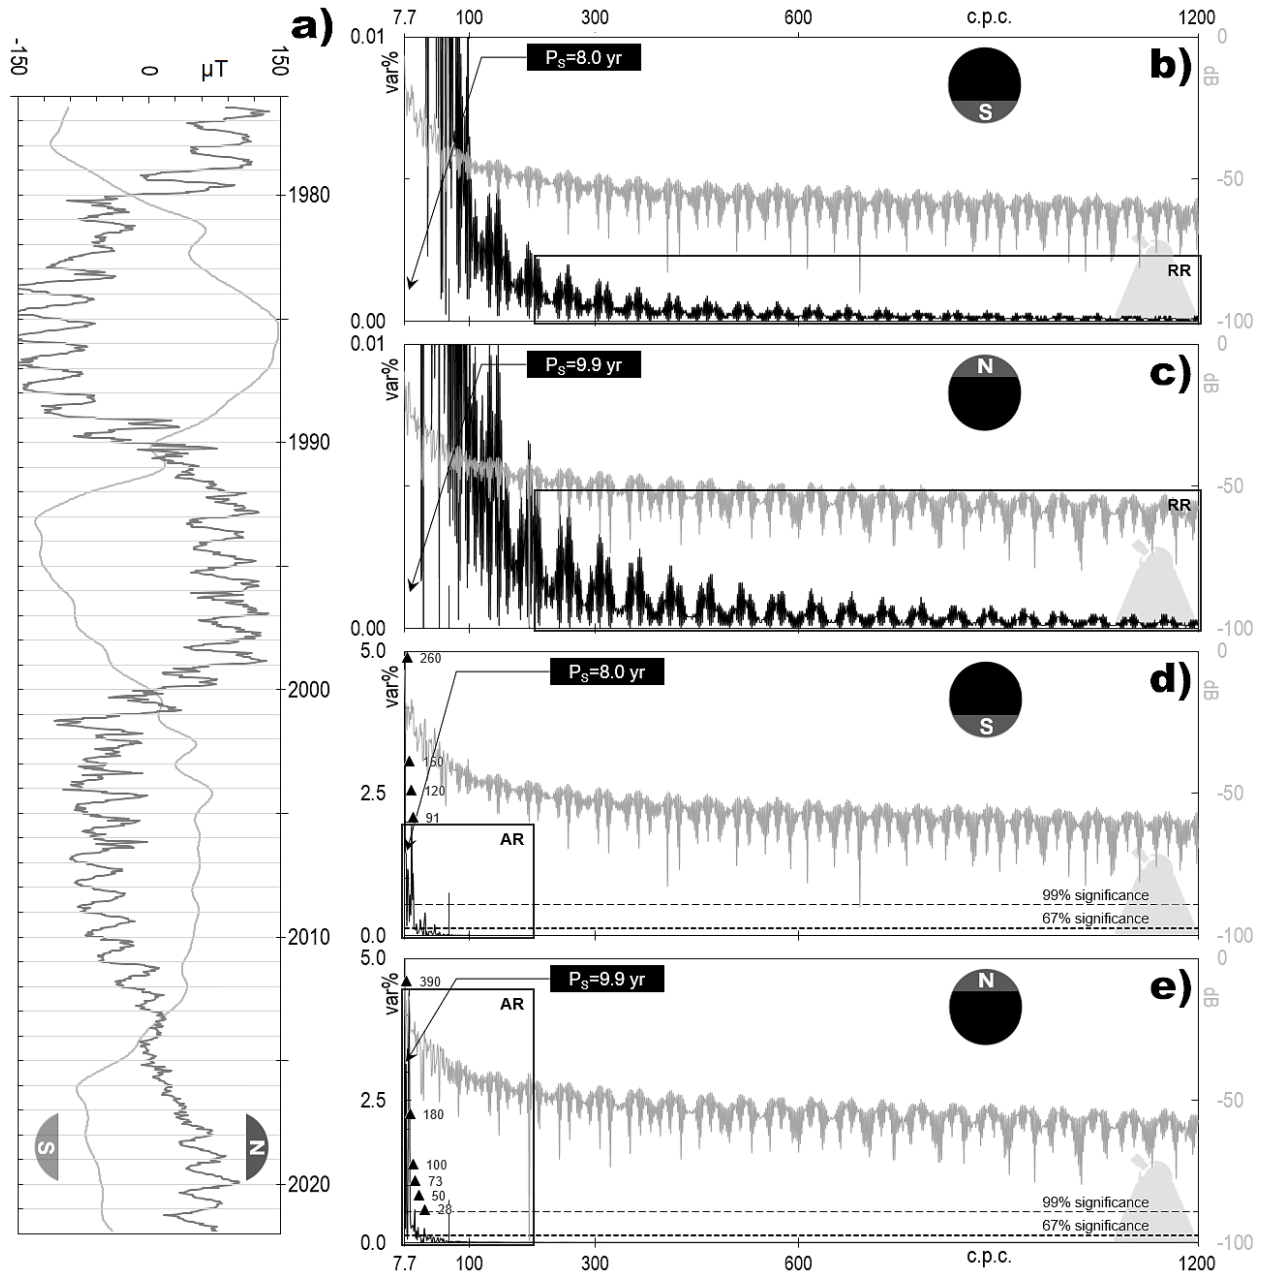 a)
-150
0
μT
150
1980
1990
2000
2010
2020
S
N
7.7
100
300
600
c.p.c.
1200
0.01
var%
P_S=8.0 yr
S
b)
0
dB
-50
RR
0.00
-100
0.01
var%
P_S=9.9 yr
N
c)
0
dB
-50
RR
0.00
-100
5.0
var%
260
P_S=8.0 yr
S
d)
0
dB
150
2.5
120
-50
91
AR
99% significance
67% significance
0.0
-100
5.0
var%
390
P_S=9.9 yr
N
e)
0
dB
AR
2.5
180
-50
100
73
50
28
99% significance
67% significance
0.0
-100
7.7
100
300
600
c.p.c.
1200